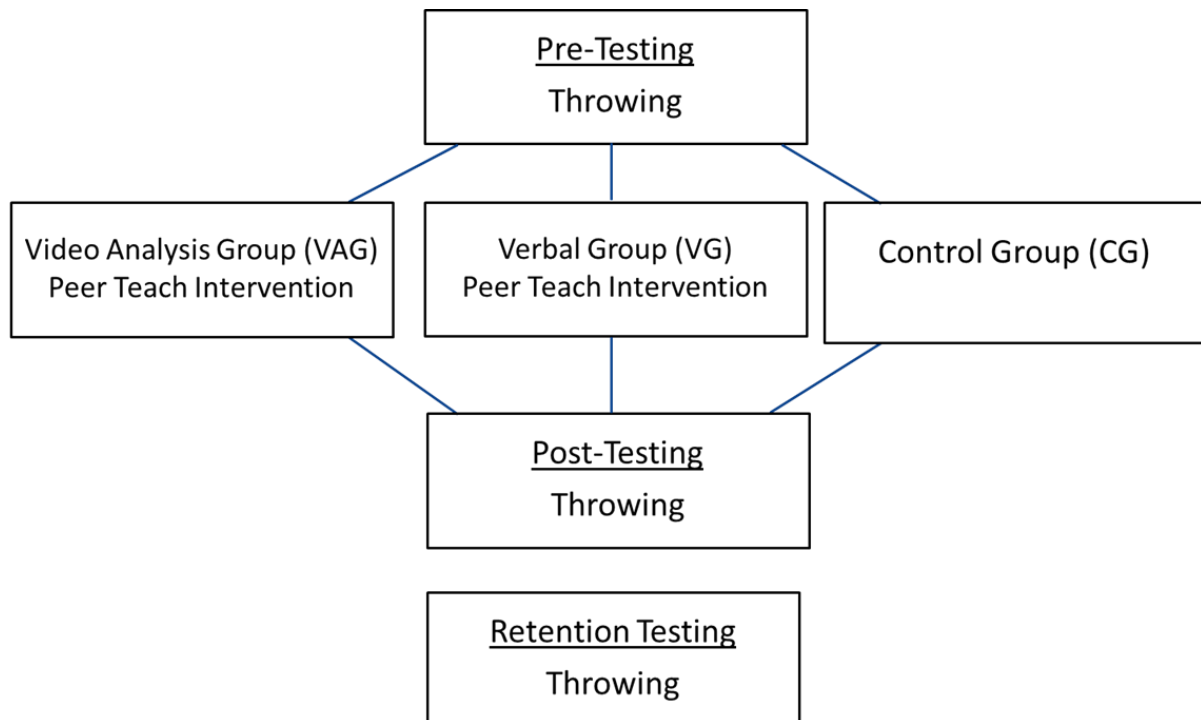 Pre-Testing
Throwing
Video Analysis Group (VAG)
Peer Teach Intervention
Verbal Group (VG)
Peer Teach Intervention
Control Group (CG)
Post-Testing
Throwing
Retention Testing
Throwing